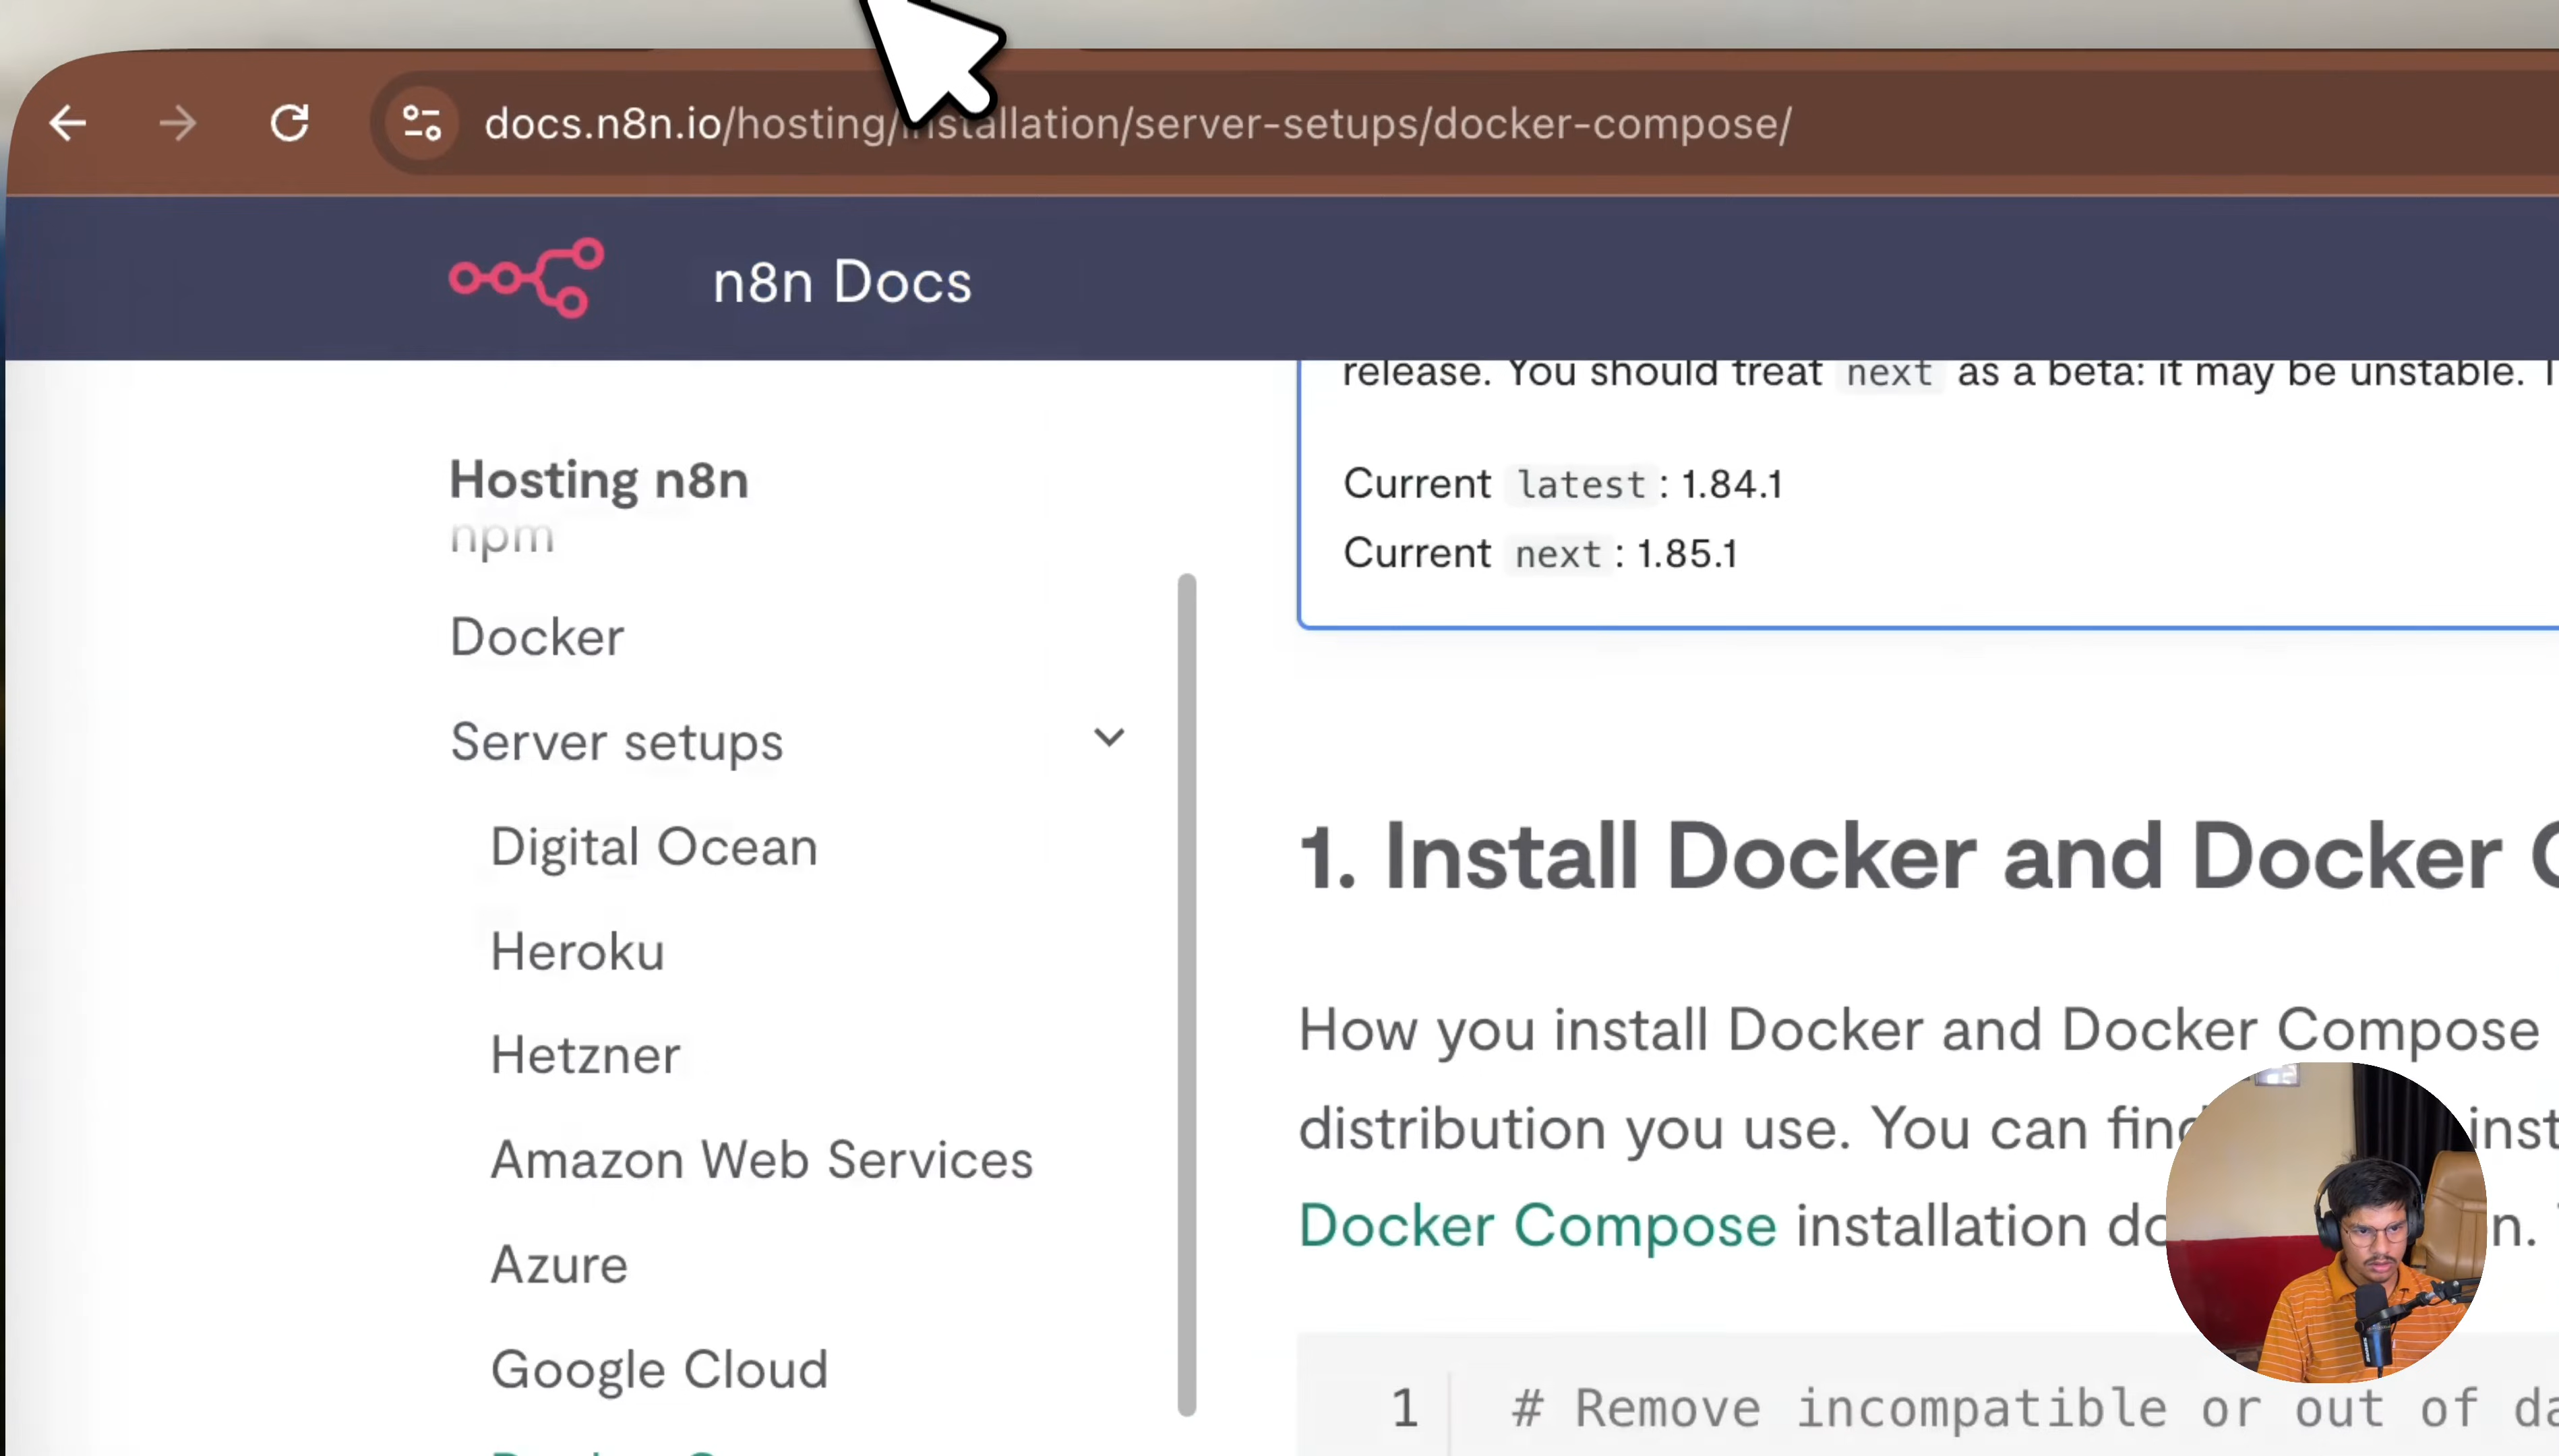 docs.n8n.io/hosting/installation/server-setups/docker-compose/
n8n Docs
Hosting n8n
npm
Docker
Server setups
Digital Ocean
Heroku
Hetzner
Amazon Web Services
Azure
Google Cloud
release. You should treat next as a beta: it may be unstable.
Current latest: 1.84.1
Current next: 1.85.1
1. Install Docker and Docker
How you install Docker and Docker Compose
distribution you use. You can
Docker Compose installation
1 # Remove incompatible or out of